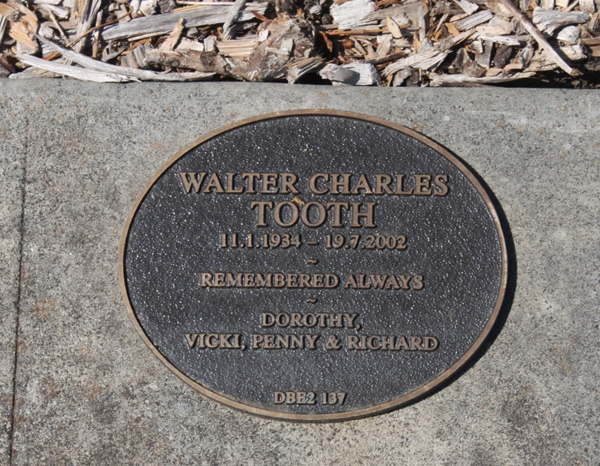 WALTER CHARLES
TOOTH
11.1.1934 – 19.7.2002
~
REMEMBERED ALWAYS
~
DOROTHY,
VICKI, PENNY & RICHARD
DBE2 137